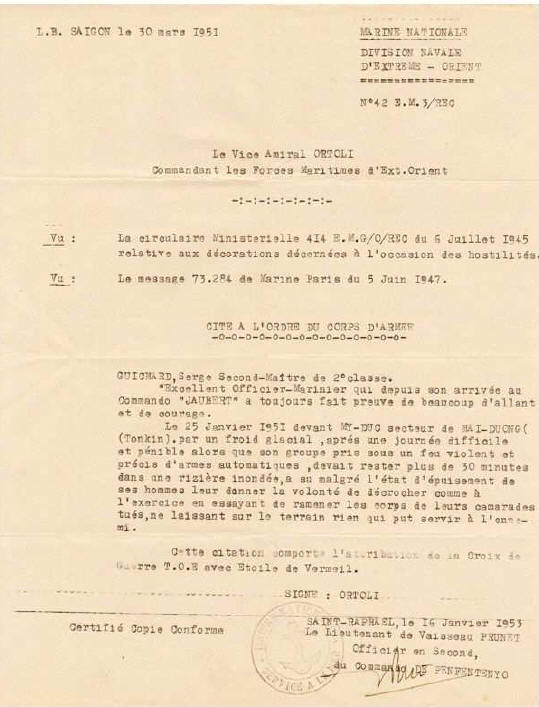 L.B. SAIGON le 30 mars 1951
MARINE NATIONALE
DIVISION NAVALE
D'EXTREME - ORIENT
N°42 E.M.3/REC
Le Vice Amiral ORTOLI
Commandant les Forces Maritimes d'Ext.Orient
-:-:-:-:-:-:-
Vu : La circulaire Ministerielle 414 E.M.G/O/REC du 6 Juillet 1945
relative aux décorations décernées à l'occasion des hostilités.
Vu : Le message 73.284 de Marine Paris du 5 Juin 1947.
CITE A L'ORDRE DU CORPS D'ARMEE
-O-O-O-O-O-O-O-O-O-O-O-O-O-
GUICHARD, Serge Second-Maître de 2°classe.
"Excellent Officier-Marinier qui depuis son arrivée au
Commando "JAUBERT" a toujours fait preuve de beaucoup d'allant
et de courage.
Le 25 Janvier 1951 devant MY-DUC secteur de HAI-DUONG(
(Tonkin).par un froid glacial ,aprés une journée difficile
et pénible alors que son groupe pris sous un feu violent et
précis d'armes automatiques ,devait rester plus de 30 minutes
dans une rizière inondée,a su malgré l'état d'épuisement de
ses hommes leur donner la volonté de décrocher comme à
l'exercice en essayant de ramener les corps de leurs camarades
tués,ne laissant sur le terrain rien qui put servir à l'enne-
mi.
Cette citation comporte l'attribution de la Croix de
Guerre T.O.E avec Etoile de Vermeil.
SIGNE : ORTOLI
Certifié Copie Conforme
SAINT-RAPHAEL, le 14 Janvier 1953
Le Lieutenant de Vaisseau PRUNET
Officier en Second,
du Commando DE PENFENTENYO